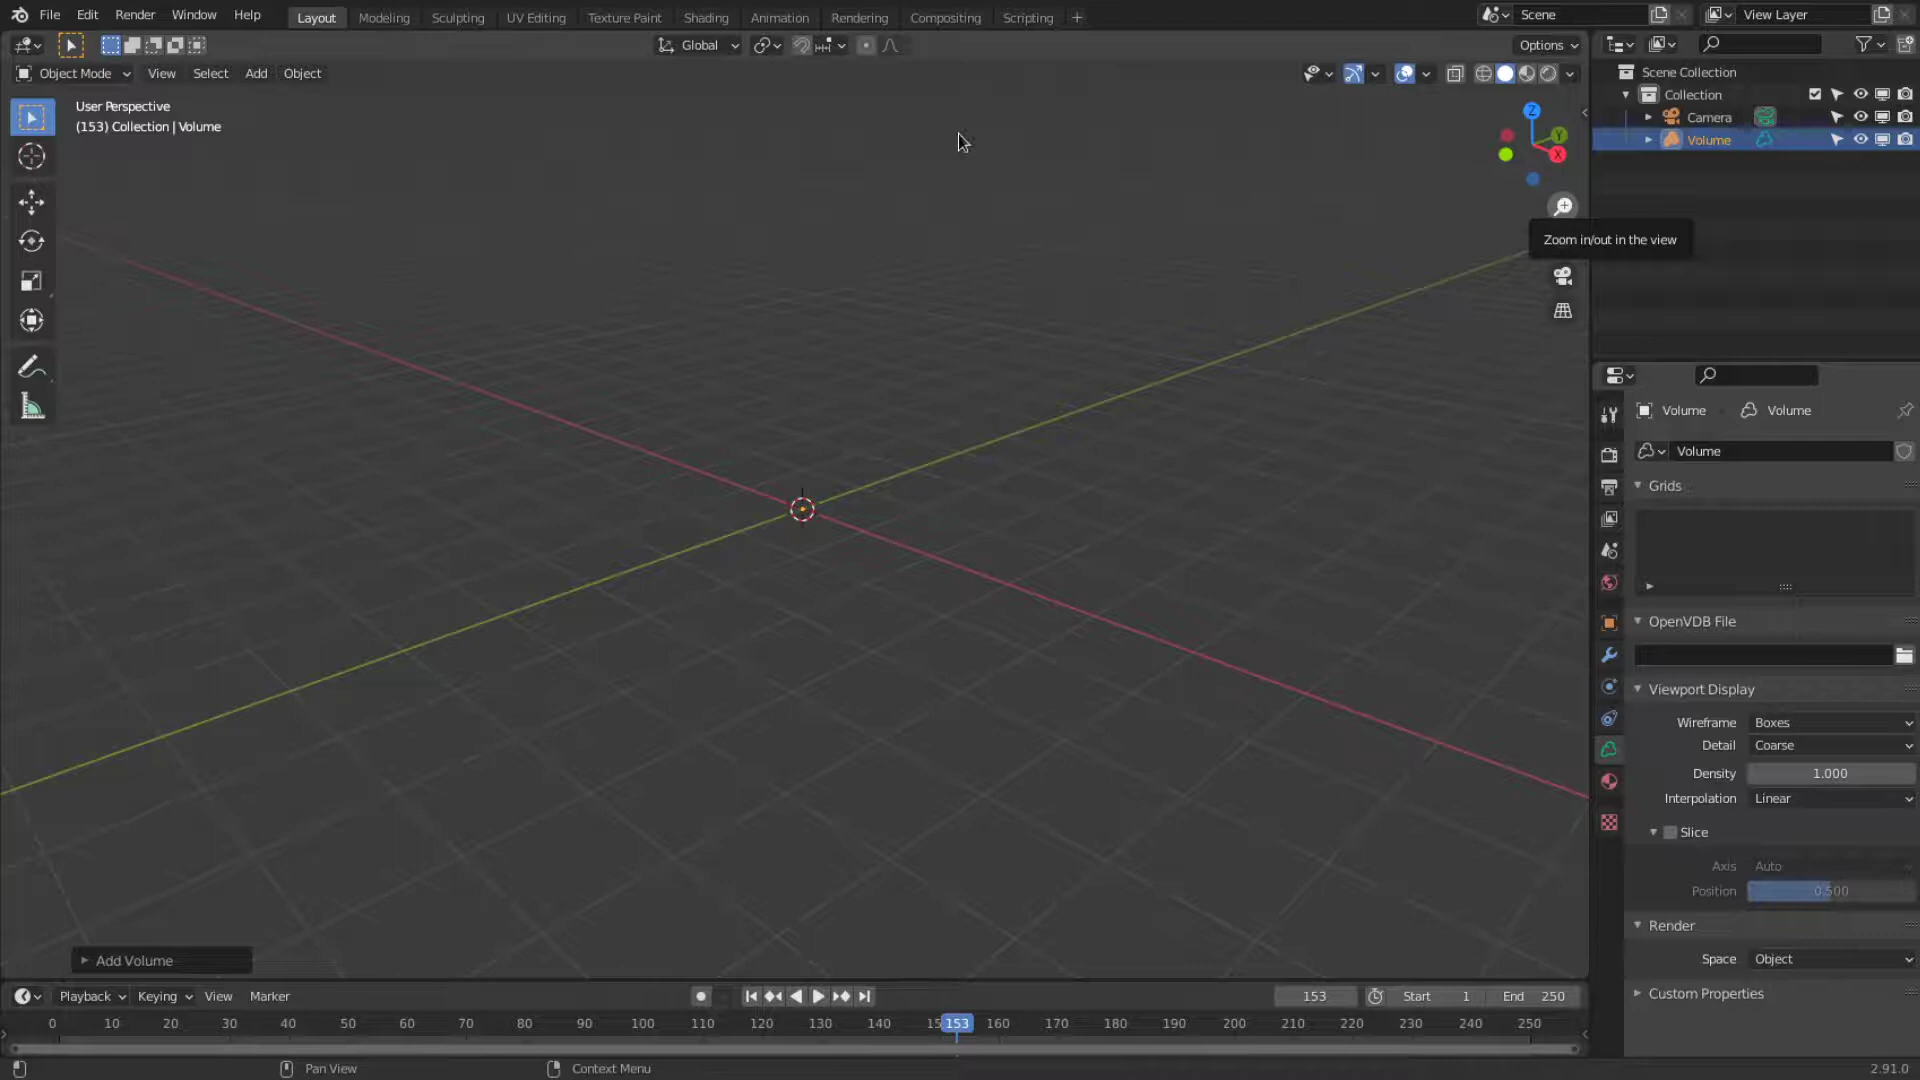 File Edit Render Window Help Layout Modeling Sculpting UV Editing Texture Paint Shading Animation Rendering Compositing Scripting + Scene View Layer
Global Options
Object Mode View Select Add Object
User Perspective
(153) Collection | Volume
Z
Y
X
Zoom in/out in the view
Scene Collection
Collection
Camera
Volume
Volume Volume
Volume
Grids
OpenVDB File
Viewport Display
Wireframe Boxes
Detail Coarse
Density 1.000
Interpolation Linear
Slice
Axis Auto
Position 0.500
Render
Space Object
Custom Properties
Add Volume
Playback Keying View Marker 153 Start 1 End 250
0 10 20 30 40 50 60 70 80 90 100 110 120 130 140 15 153 160 170 180 190 200 210 220 230 240 250
Pan View Context Menu 2.91.0